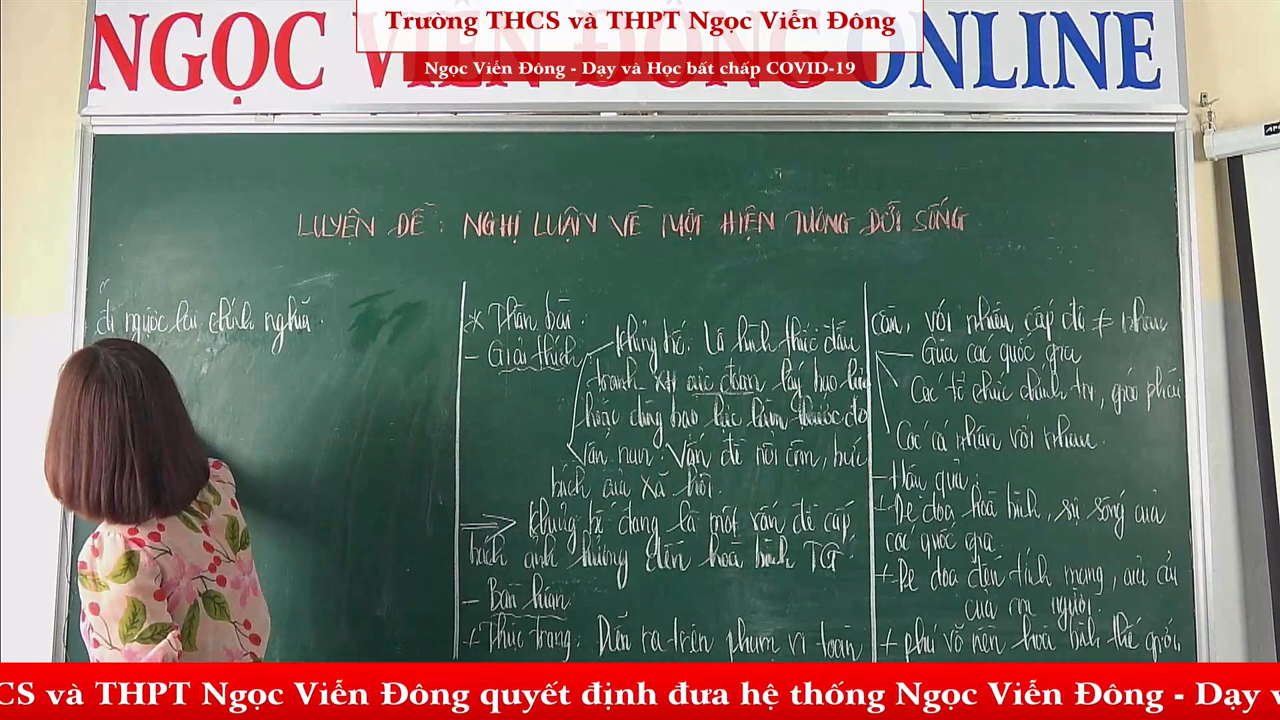 NGỌC VIỄN ĐÔNG ONLINE
Trường THCS và THPT Ngọc Viễn Đông
Ngọc Viễn Đông - Dạy và Học bất chấp COVID-19
LUYỆN ĐỀ: NGHỊ LUẬN VỀ MỘT HIỆN TƯỢNG ĐỜI SỐNG
đi ngược lại chính nghĩa.
* Thân bài:
- Giải thích: Khủng bố: Là hình thức đấu
tranh XH cực đoan lấy bạo lực
hoặc dùng bạo lực làm thước đo
Vấn nạn: Vấn đề nổi cộm, bức
bách của xã hội.
=> Khủng bố đang là một vấn đề cấp
bách ảnh hưởng đến hoà bình TG
- Bàn luận
+ Thực trạng: Diễn ra trên phạm vi toàn
cầu, với nhiều cấp độ ≠ nhau
Giữa các quốc gia
Các tổ chức chính trị, giáo phái
Các cá nhân với nhau.
- Hậu quả:
+ Đe doạ hoà bình, sự sống của
các quốc gia
+ Đe doạ đến tính mạng, của cải
của con người.
+ phá vỡ nền hoà bình thế giới
CS và THPT Ngọc Viễn Đông quyết định đưa hệ thống Ngọc Viễn Đông - Dạy v